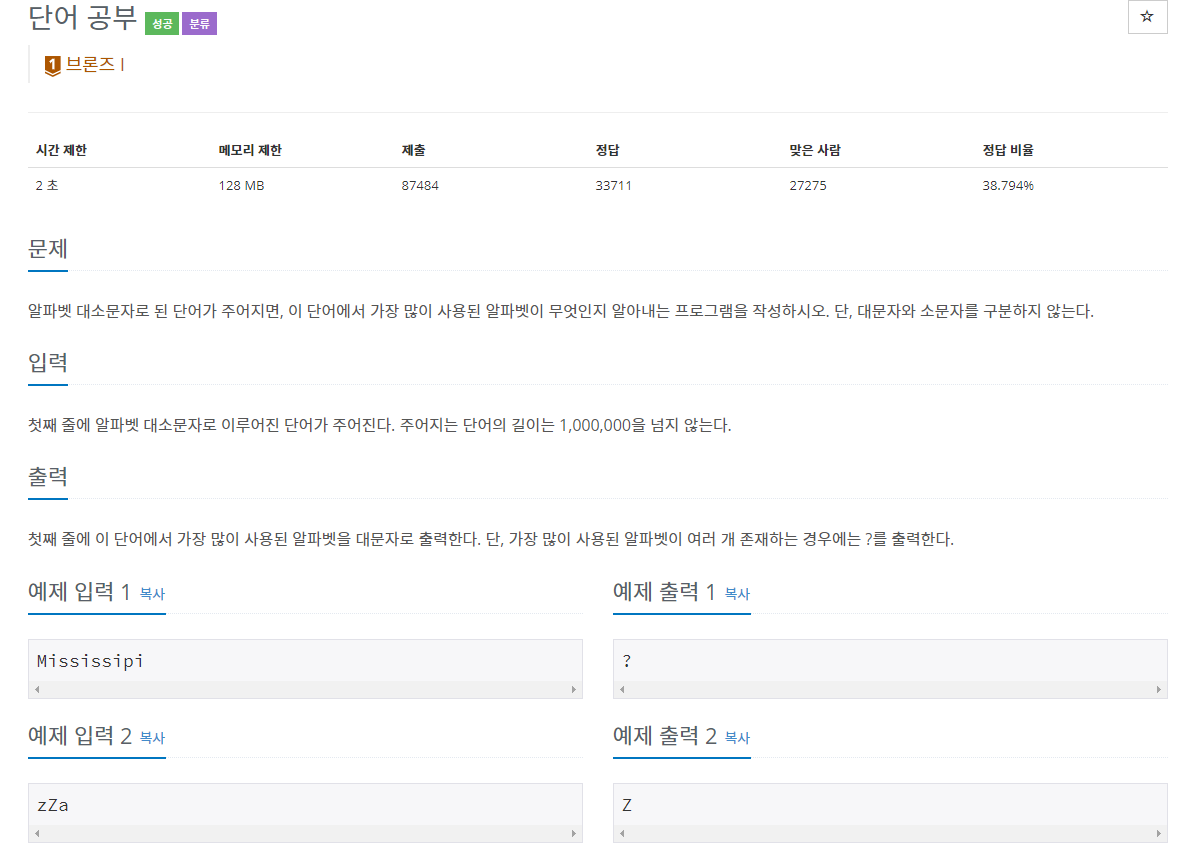 단어 공부 성공 분류
☆
1 브론즈 I
시간 제한 메모리 제한 제출 정답 맞은 사람 정답 비율
2 초 128 MB 87484 33711 27275 38.794%
문제
알파벳 대소문자로 된 단어가 주어지면, 이 단어에서 가장 많이 사용된 알파벳이 무엇인지 알아내는 프로그램을 작성하시오. 단, 대문자와 소문자를 구분하지 않는다.
입력
첫째 줄에 알파벳 대소문자로 이루어진 단어가 주어진다. 주어지는 단어의 길이는 1,000,000을 넘지 않는다.
출력
첫째 줄에 이 단어에서 가장 많이 사용된 알파벳을 대문자로 출력한다. 단, 가장 많이 사용된 알파벳이 여러 개 존재하는 경우에는 ?를 출력한다.
예제 입력 1 복사
Mississipi
예제 출력 1 복사
?
예제 입력 2 복사
zZa
예제 출력 2 복사
Z